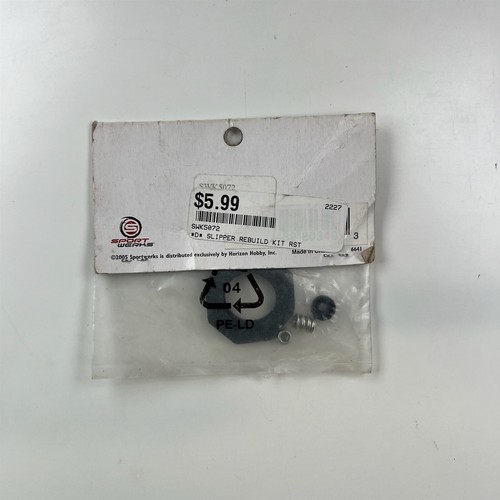 SWK5072
$5.99
2227
SWK5072
*D* SLIPPER REBUILD KIT RST
3
SPORT
WERKS
©2005 Sportwerks is distributed exclusively by Horizon Hobby, Inc.
Made in
6641
04
PE-LD